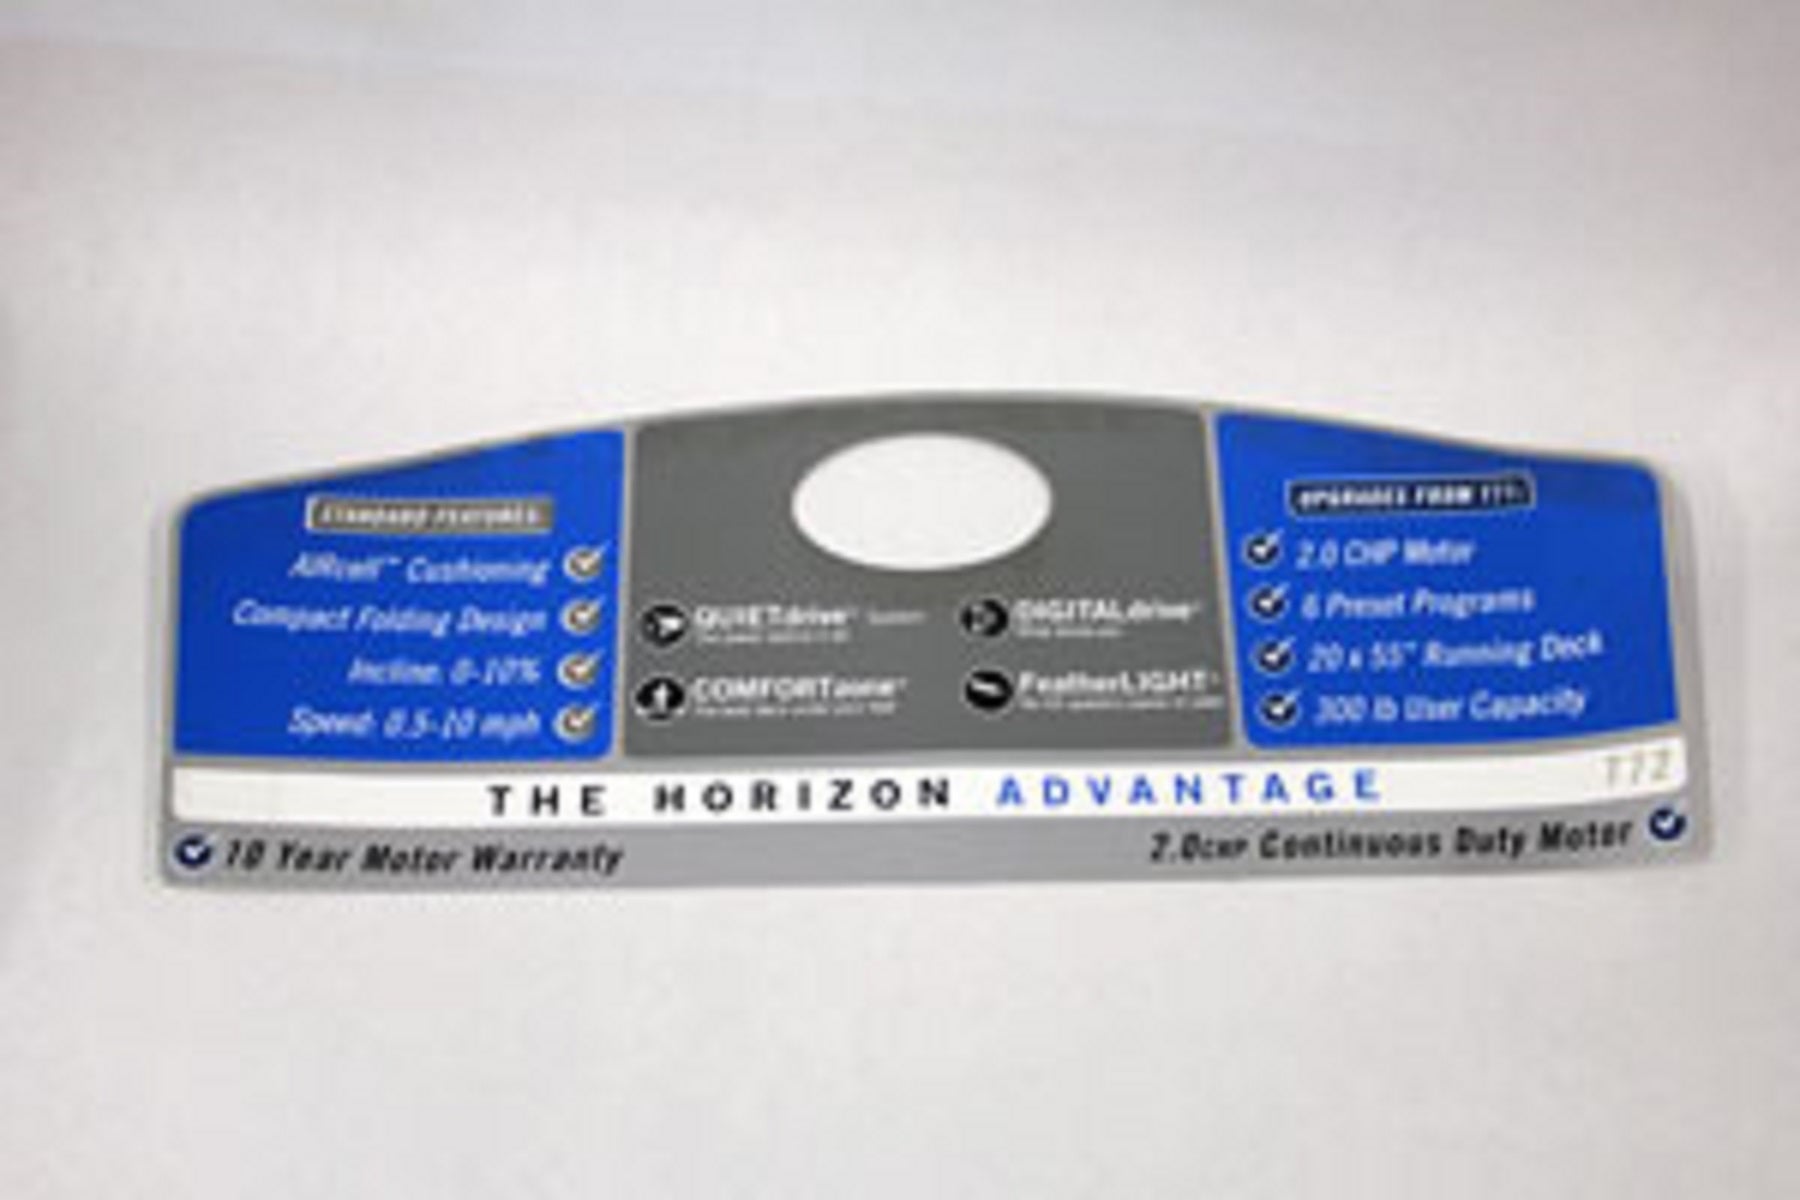 STANDARD FEATURES
AIRcell™ Cushioning
Compact Folding Design
Incline: 0-10%
Speed: 0.5-10 mph
QUIETdrive™ System
COMFORTzone™
DIGITALdrive™
FeatherLIGHT™
UPGRADES FROM
2.0 CHP Motor
6 Preset Programs
20 x 55" Running Deck
300 lb User Capacity
THE HORIZON ADVANTAGE
T72
10 Year Motor Warranty
2.0CHP Continuous Duty Motor